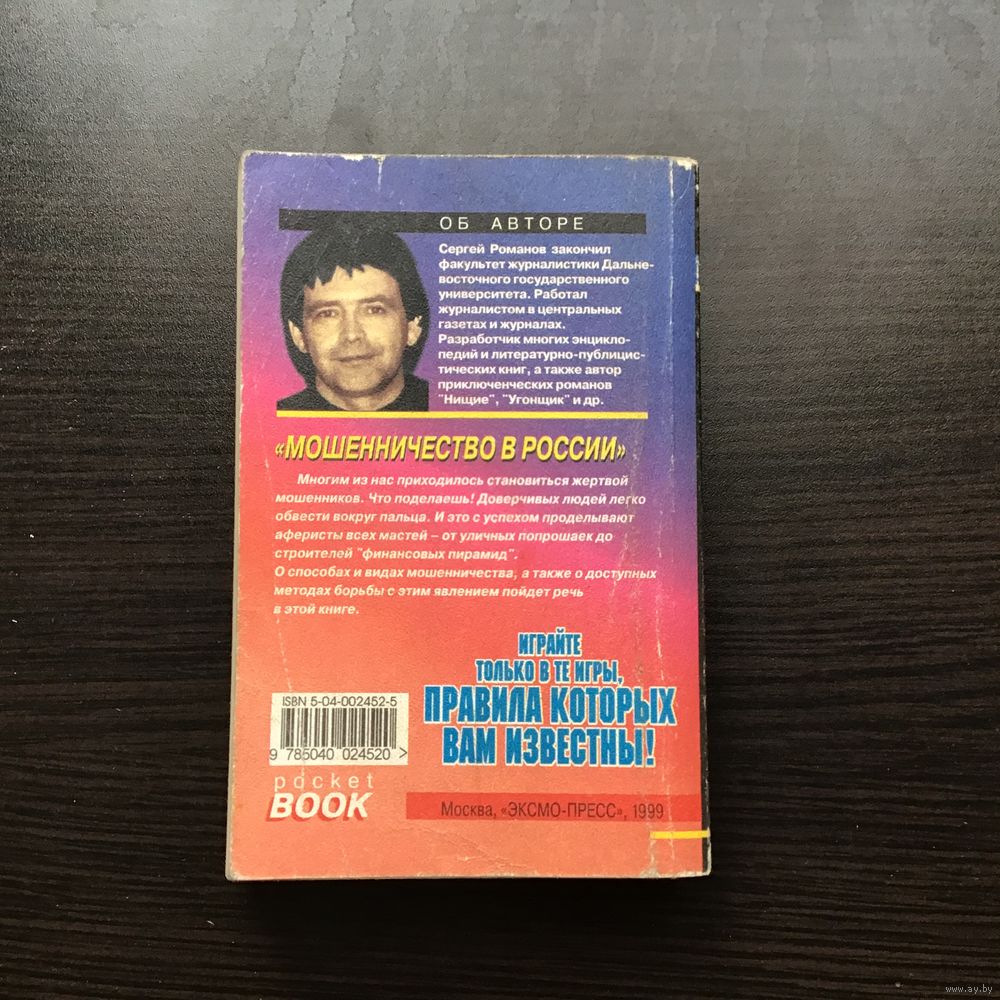 ОБ АВТОРЕ
Сергей Романов закончил
факультет журналистики Дальне-
восточного государственного
университета. Работал
журналистом в центральных
газетах и журналах.
Разработчик многих энцикло-
педий и литературно-публицис-
тических книг, а также автор
приключенческих романов
"Нищие", "Угонщик" и др.
«МОШЕННИЧЕСТВО В РОССИИ»
Многим из нас приходилось становиться жертвой
мошенников. Что поделаешь! Доверчивых людей легко
обвести вокруг пальца. И это с успехом проделывают
аферисты всех мастей – от уличных попрошаек до
строителей "финансовых пирамид".
О способах и видах мошенничества, а также о доступных
методах борьбы с этим явлением пойдет речь
в этой книге.
ИГРАЙТЕ
ТОЛЬКО В ТЕ ИГРЫ,
ПРАВИЛА КОТОРЫХ
ВАМ ИЗВЕСТНЫ!
ISBN 5-04-002452-5
9 785040 024520 >
pocket
BOOK
Москва, «ЭКСМО-ПРЕСС», 1999
www.ay.by